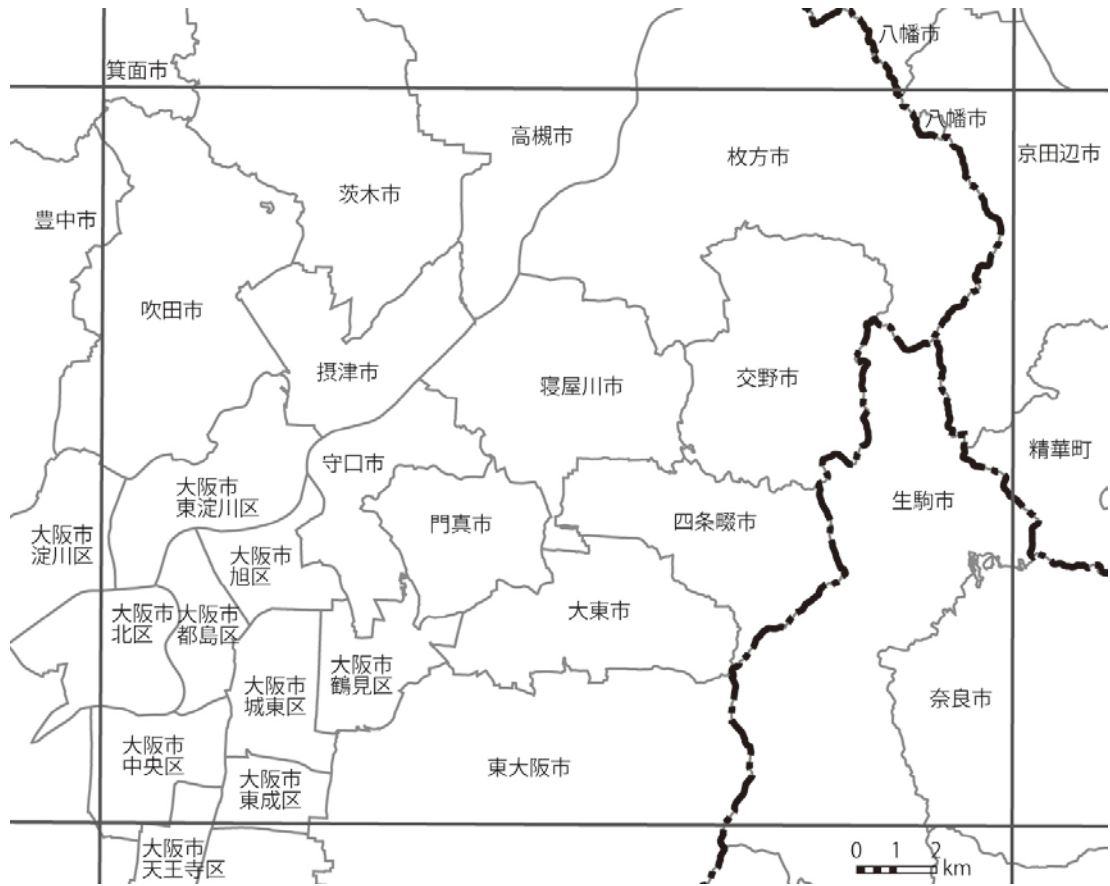 八幡市
箕面市
八幡市
高槻市
枚方市
京田辺市
茨木市
豊中市
吹田市
摂津市
寝屋川市
交野市
精華町
守口市
大阪市
東淀川区
門真市
四条畷市
生駒市
大阪市
淀川区
大阪市
旭区
大阪市
北区
大阪市
都島区
大東市
大阪市
鶴見区
大阪市
城東区
奈良市
大阪市
中央区
東大阪市
大阪市
東成区
大阪市
天王寺区
0 1 2
km